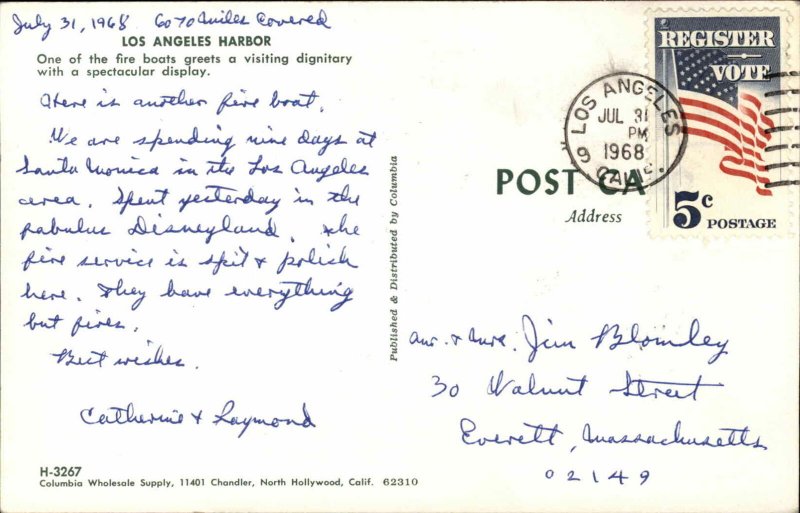 July 31, 1968. 6070 miles Covered
LOS ANGELES HARBOR
One of the fire boats greets a visiting dignitary
with a spectacular display.
Here is another fire boat.
We are spending nine days at
Santa Monica in the Los Angeles
area. Spent yesterday in the
fabulus Disneyland. The
fire service is spit & polish
here. They have everything
but fires.
Best wishes.
Catherine & Raymond
H-3267
Columbia Wholesale Supply, 11401 Chandler, North Hollywood, Calif. 62310
Published & Distributed by Columbia
REGISTER
VOTE
5c POSTAGE
LOS ANGELES
JUL 31
PM
1968
CALIF.
POST CA
Address
Mr. & Mrs. Jim Blomley
30 Walnut Street
Everett, Massachusetts
02149